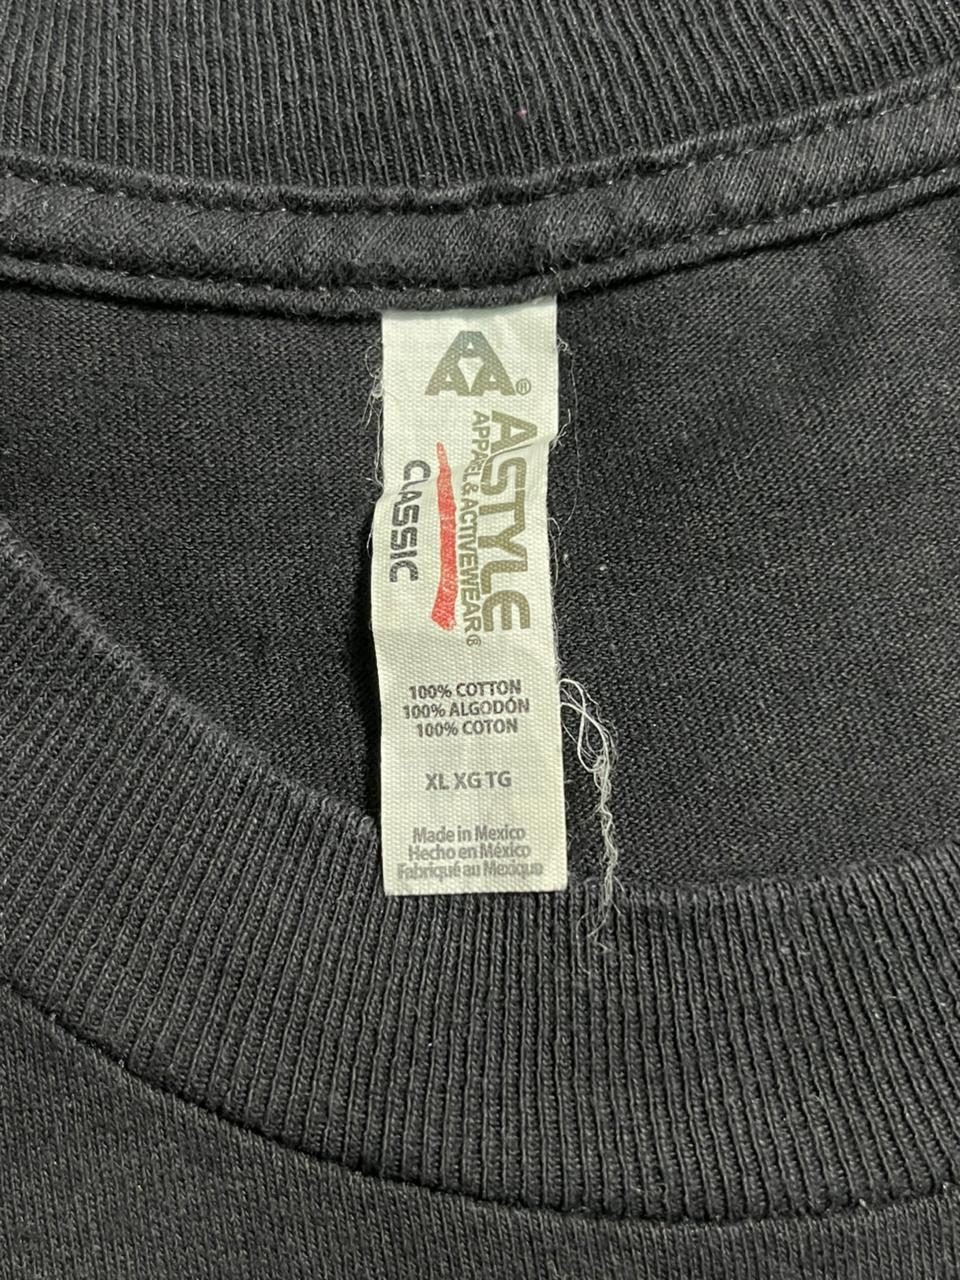 AAA®
ASTYLE
APPAREL & ACTIVEWEAR®
CLASSIC
100% COTTON
100% ALGODÓN
100% COTON
XL XG TG
Made in Mexico
Hecho en México
Fabriqué au Mexique